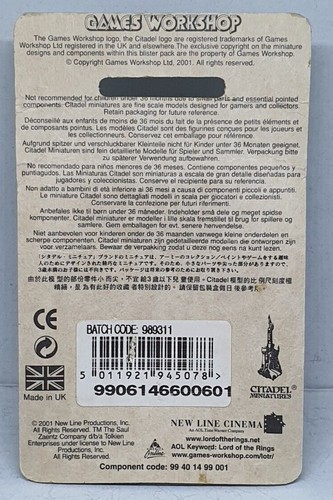 GAMES WORKSHOP
The Games Workshop logo, the Citadel logo are registered trademarks of Games
Workshop Ltd registered in the UK and elsewhere.The exclusive copyright on the miniature
designs and components within this blister pack are the property of Games Workshop Ltd.
© Copyright Games Workshop Ltd, 2001. All rights reserved.
Not recommended for children under 36 months due to small parts and essential pointed
components. Citadel miniatures are fine scale models designed for gamers and collectors.
Retain packaging for future reference.
Déconseillé aux enfants de moins de 36 mois du fait de la présence de petits éléments et
de composants pointus. Les modèles Citadel sont des figurines conçues pour les joueurs et
les collectionneurs. Conservez cet emballage pour référence.
Aufgrund spitzer und verschluckbarer Kleinteile nicht für Kinder unter 36 Monaten geeignet.
Citadel Miniaturen sind fein detaillierte Modelle für Spieler und Sammler. Verpackung bitte
zu späterem Nachschlagen aufbewahren.
No recomendado para niños menores de 36 meses. Contiene componentes pequeños y
puntiagudos. Las Miniaturas Citadel son miniaturas a escala de gran detalle diseñadas para
jugadores y coleccionistas. Conserve el envase para referencia futura.
Non adatto a bambini di età inferiore ai 36 mesi a causa di componenti piccoli e appuntiti.
Le miniature Citadel sono dettagliati modelli in scala per giocatori e collezionisti.
Conservare la confezione per riferimenti futuri.
Anbefales ikke til børn under 36 måneder. Indeholder små dele og meget spidse
komponenter. Citadel miniaturer er modeller i lille skala fremstillet til brug for spillere og
samlere. Gem emballagen for evt. senere henvendelse.
Niet aanbevolen voor kinderen onder de 36 maanden vanwege kleine onderdelen en
scherpe componenten. Citadel miniaturen zijn gedetailleerde modellen die ontworpen zijn
voor verzamelaars. Bewaar de verpakking zodat u deze nog eens kunt lezen.
CE
BATCH CODE: 989311
5 011921 945078 >
9906146600601
Made in UK
CITADEL
MINIATURES
© 2001 New Line Productions, Inc.
All Rights Reserved. TM The Saul
Zaentz Company d/b/a Tolkien
Enterprises under license to New Line
Productions, Inc.
All Rights Reserved.
NEW LINE CINEMA
An AOL Time Warner Company
www.lordoftherings.net
AOL Keyword: Lord of the Rings
www.games-workshop.com/lotr/
Component code: 99 40 14 99 001